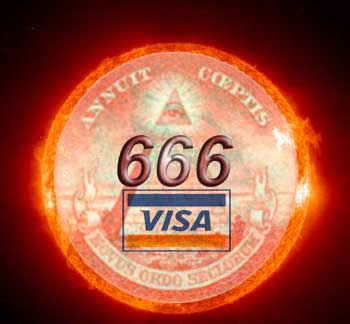 ANNUIT CŒPTIS
666
VISA
NOVUS ORDO SECLORUM